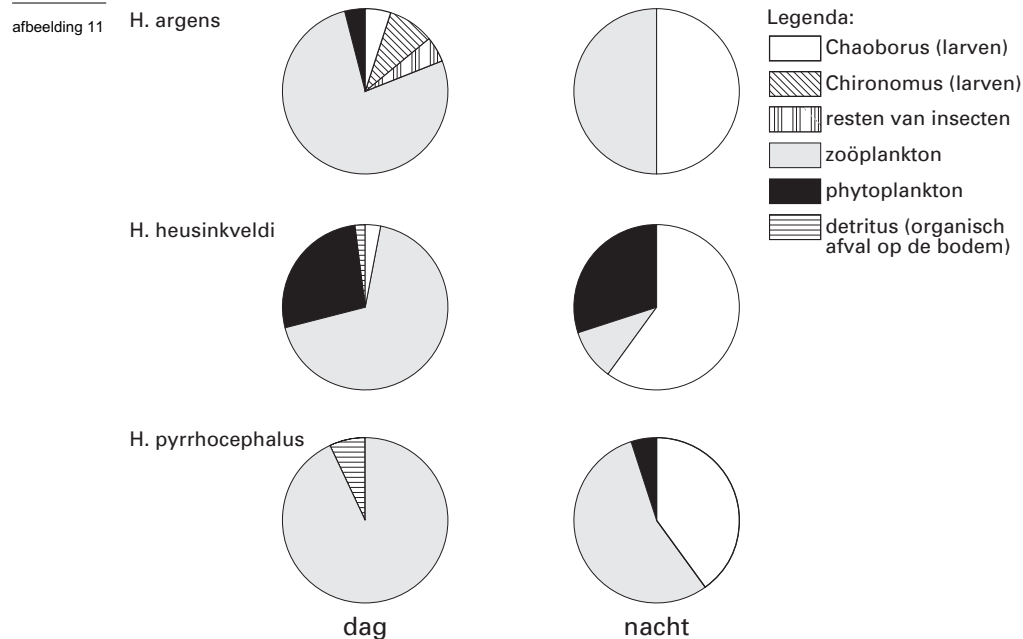 afbeelding 11
H. argens
Legenda:
Chaoborus (larven)
Chironomus (larven)
resten van insecten
zoöplankton
phytoplankton
detritus (organisch
afval op de bodem)
H. heusinkveldi
H. pyrrhocephalus
dag
nacht